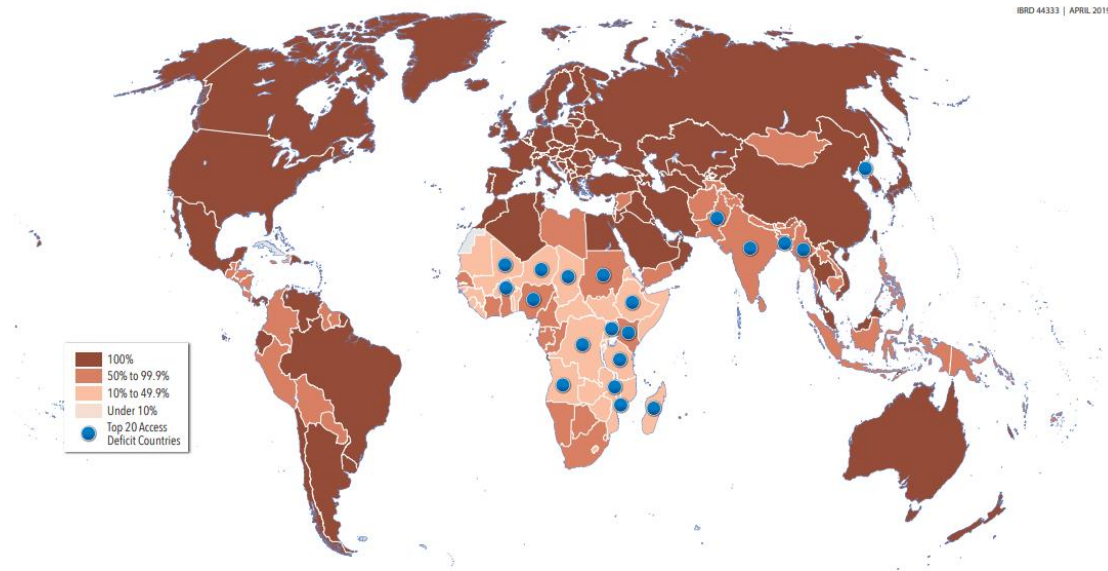 IBRD 44333 | APRIL 2019
100%
50% to 99.9%
10% to 49.9%
Under 10%
Top 20 Access
Deficit Countries